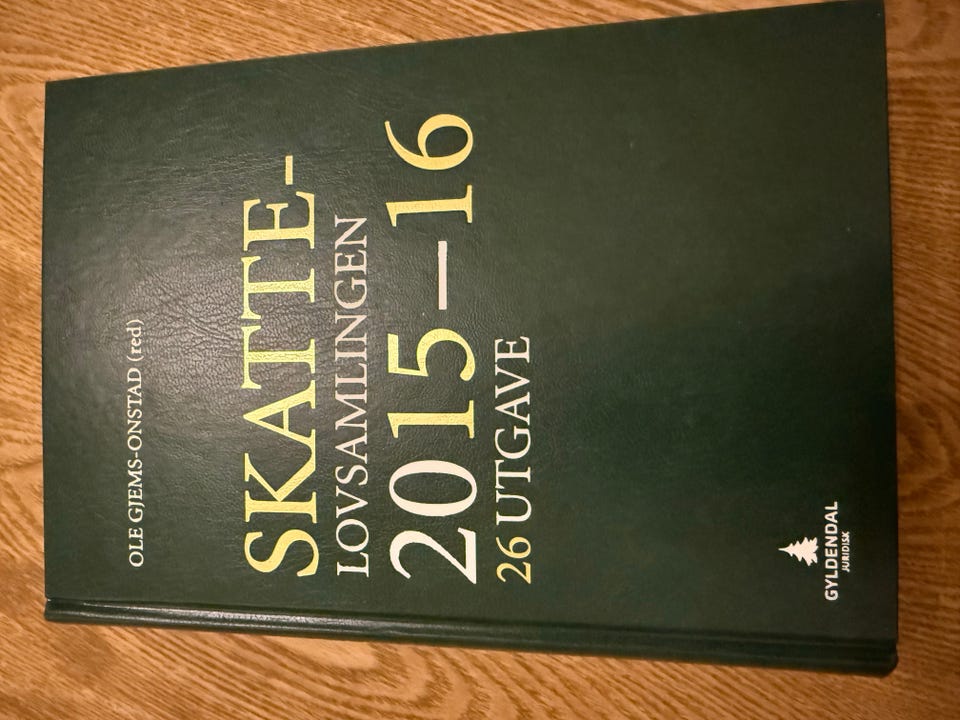 OLE GJEMS-ONSTAD (red)
SKATTE-
LOVSAMLINGEN
2015—16
26 UTGAVE
GYLDENDAL
JURIDISK